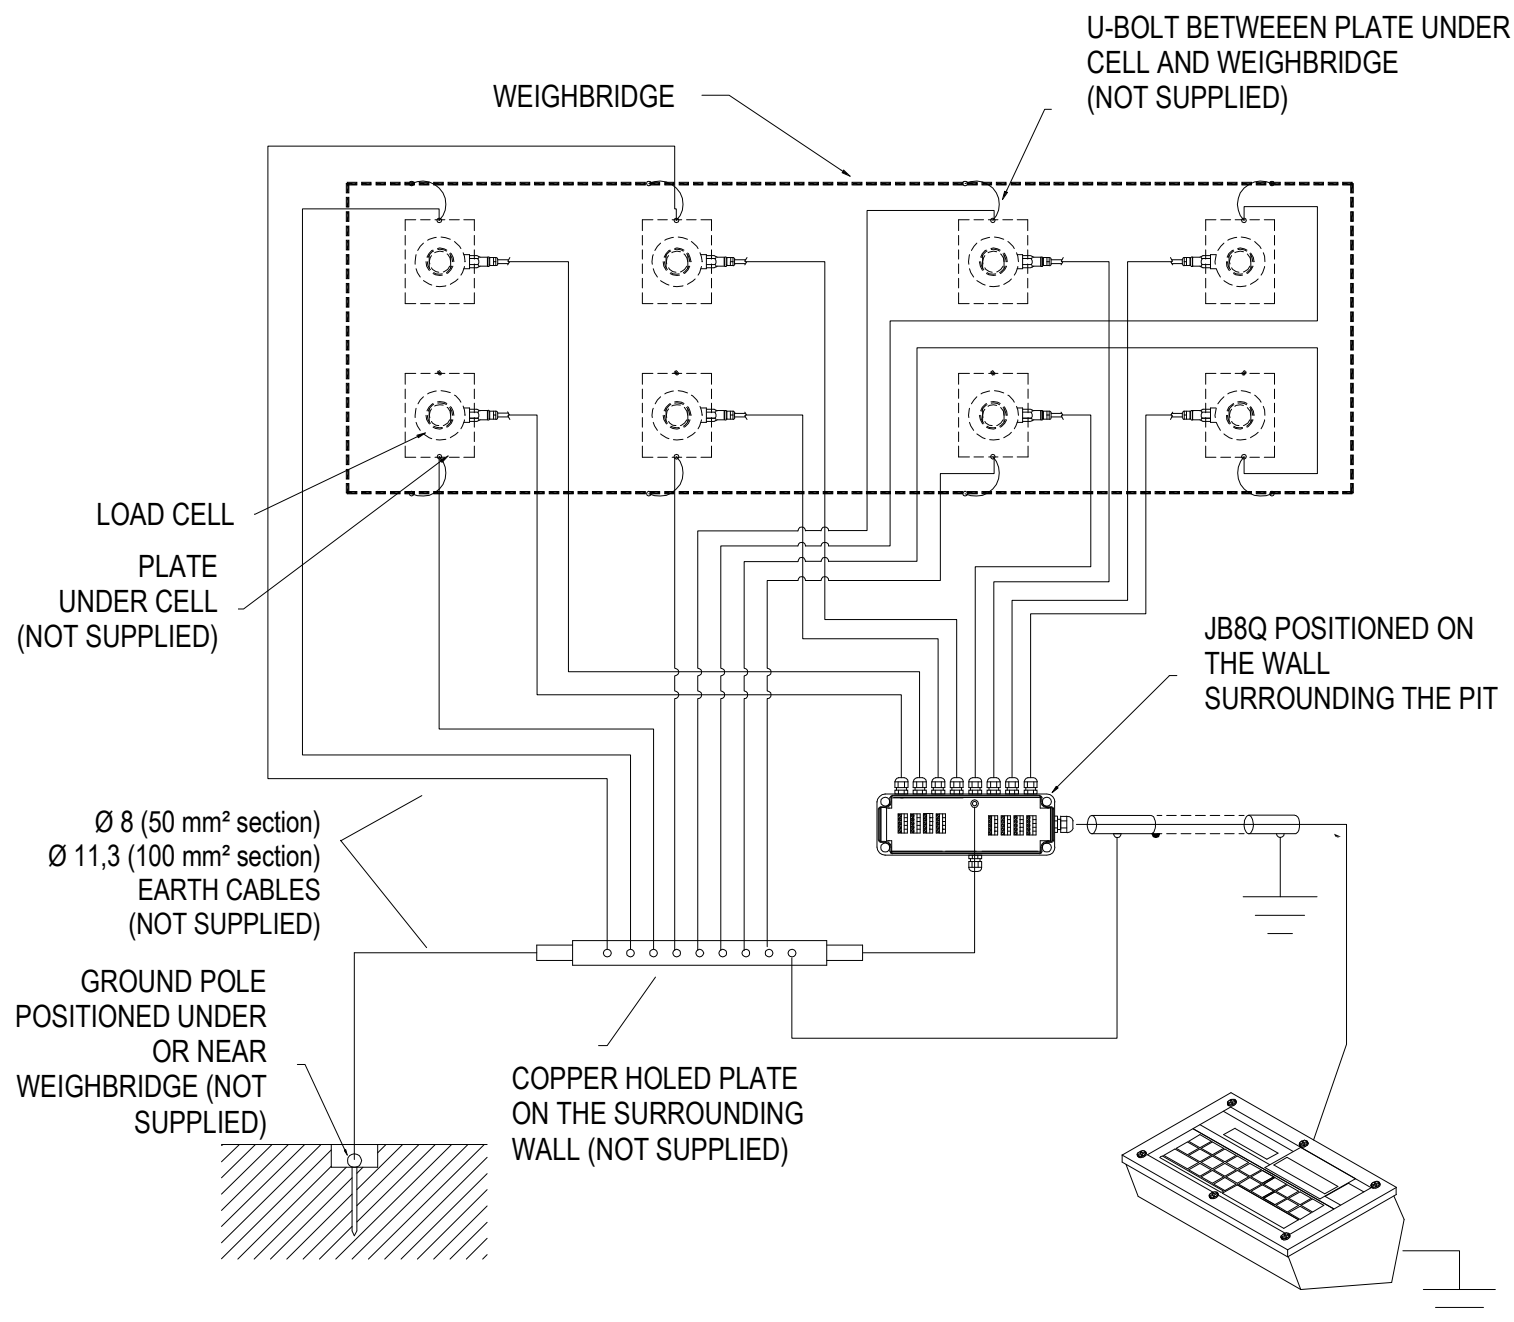 U-BOLT BETWEEEN PLATE UNDER
CELL AND WEIGHBRIDGE
(NOT SUPPLIED)
WEIGHBRIDGE
LOAD CELL
PLATE
UNDER CELL
(NOT SUPPLIED)
JB8Q POSITIONED ON
THE WALL
SURROUNDING THE PIT
Ø 8 (50 mm² section)
Ø 11,3 (100 mm² section)
EARTH CABLES
(NOT SUPPLIED)
GROUND POLE
POSITIONED UNDER
OR NEAR
WEIGHBRIDGE (NOT
SUPPLIED)
COPPER HOLED PLATE
ON THE SURROUNDING
WALL (NOT SUPPLIED)